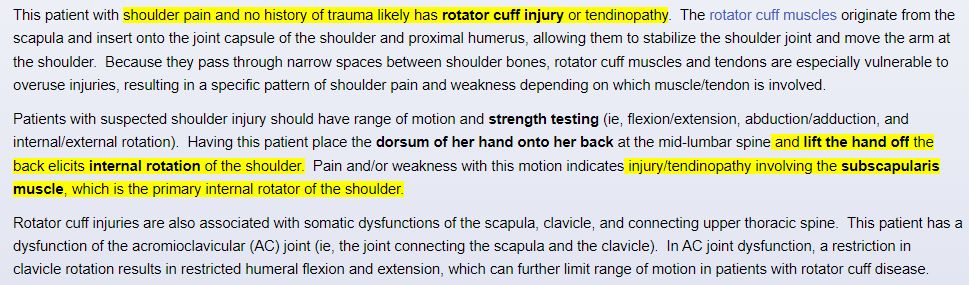 This patient with shoulder pain and no history of trauma likely has rotator cuff injury or tendinopathy.  The rotator cuff muscles originate from the
scapula and insert onto the joint capsule of the shoulder and proximal humerus, allowing them to stabilize the shoulder joint and move the arm at
the shoulder.  Because they pass through narrow spaces between shoulder bones, rotator cuff muscles and tendons are especially vulnerable to
overuse injuries, resulting in a specific pattern of shoulder pain and weakness depending on which muscle/tendon is involved.
Patients with suspected shoulder injury should have range of motion and strength testing (ie, flexion/extension, abduction/adduction, and
internal/external rotation).  Having this patient place the dorsum of her hand onto her back at the mid-lumbar spine and lift the hand off the
back elicits internal rotation of the shoulder.  Pain and/or weakness with this motion indicates injury/tendinopathy involving the subscapularis
muscle, which is the primary internal rotator of the shoulder.
Rotator cuff injuries are also associated with somatic dysfunctions of the scapula, clavicle, and connecting upper thoracic spine.  This patient has a
dysfunction of the acromioclavicular (AC) joint (ie, the joint connecting the scapula and the clavicle).  In AC joint dysfunction, a restriction in
clavicle rotation results in restricted humeral flexion and extension, which can further limit range of motion in patients with rotator cuff disease.